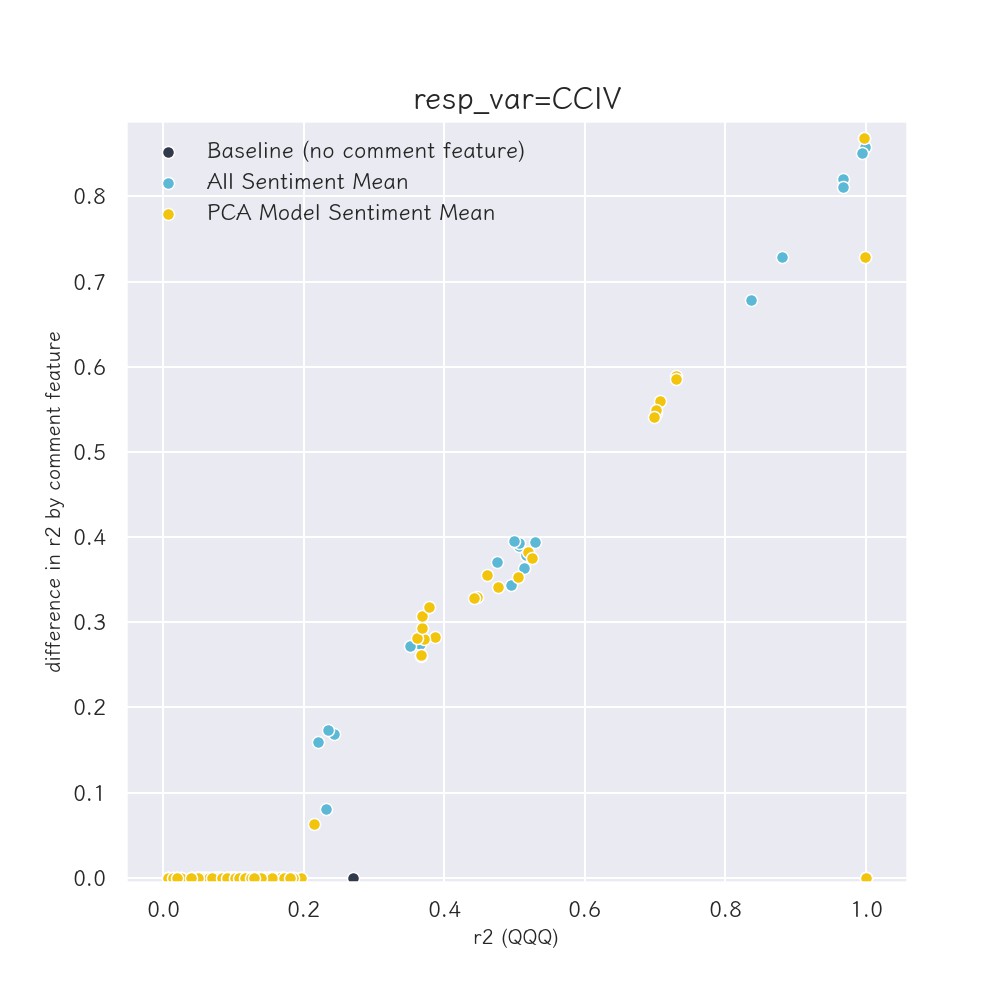 resp_var=CCIV
Baseline (no comment feature)
All Sentiment Mean
PCA Model Sentiment Mean
difference in r2 by comment feature
0.8
0.7
0.6
0.5
0.4
0.3
0.2
0.1
0.0
0.0 0.2 0.4 0.6 0.8 1.0
r2 (QQQ)